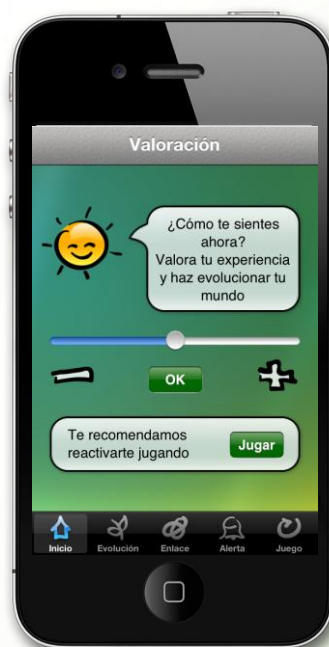 Valoración
¿Cómo te sientes
ahora?
Valora tu experiencia
y haz evolucionar tu
mundo
OK
Te recomendamos
reactivarte jugando
Jugar
Inicio
Evolución
Enlace
Alerta
Juego